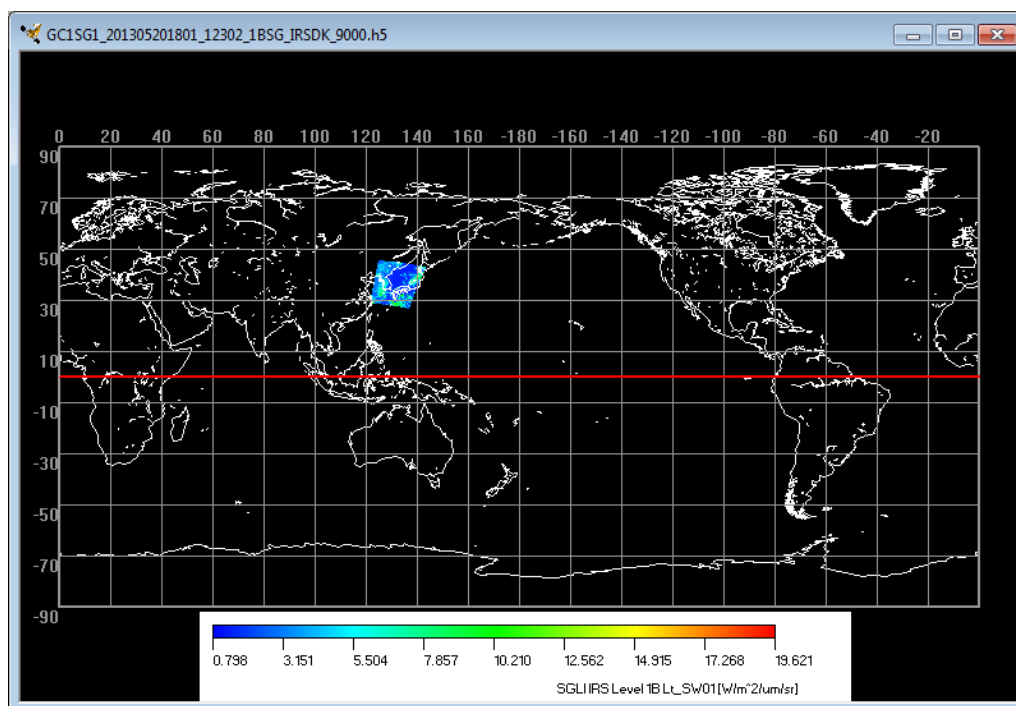 GC1SG1_201305201801_12302_1BSG_IRSDK_9000.h5
0 20 40 60 80 100 120 140 160 -180 -160 -140 -120 -100 -80 -60 -40 -20
90
70
50
30
10
-10
-30
-50
-70
-90
0.798 3.151 5.504 7.857 10.210 12.562 14.915 17.268 19.621
SGLI IRS Level 1B Lt_SW01 [W/m^2/um/sr]